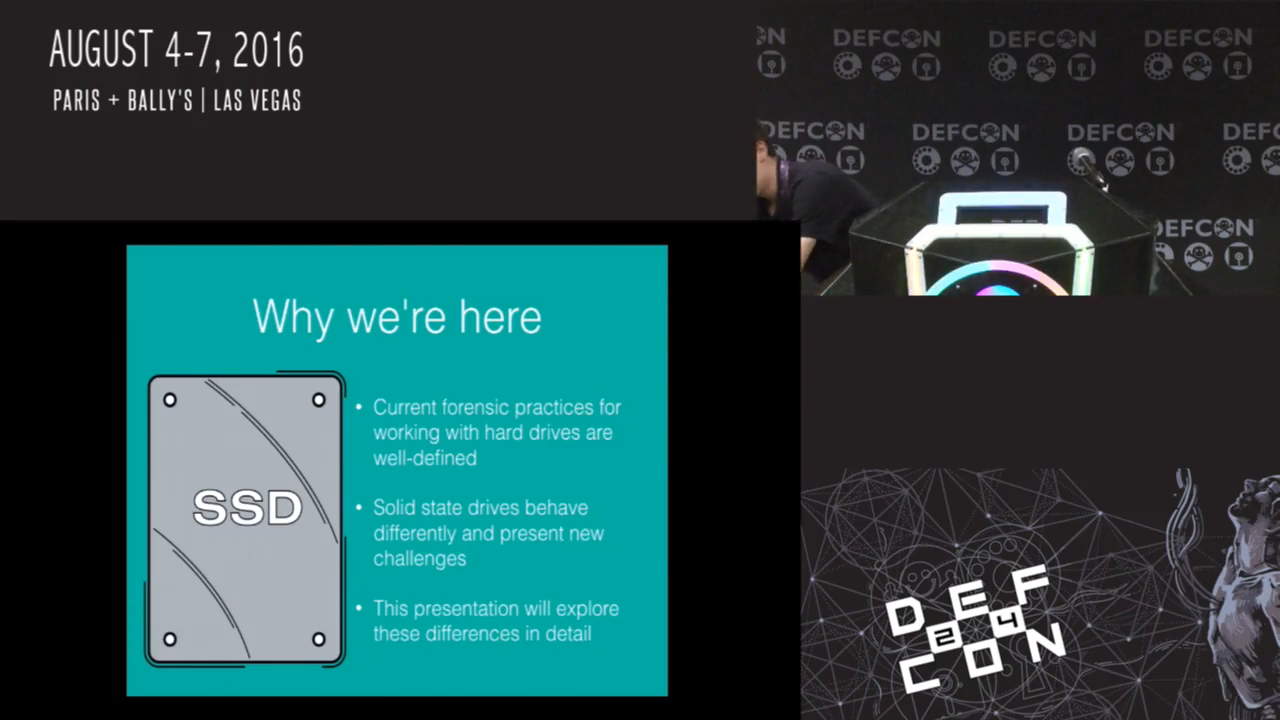 AUGUST 4-7, 2016
PARIS + BALLY'S | LAS VEGAS
DEFCON DEFCON DEFCON
DEFCON DEFCON DEFCON
DEFCON
Why we're here
SSD
• Current forensic practices for
working with hard drives are
well-defined
• Solid state drives behave
differently and present new
challenges
• This presentation will explore
these differences in detail
DEF
24
CON